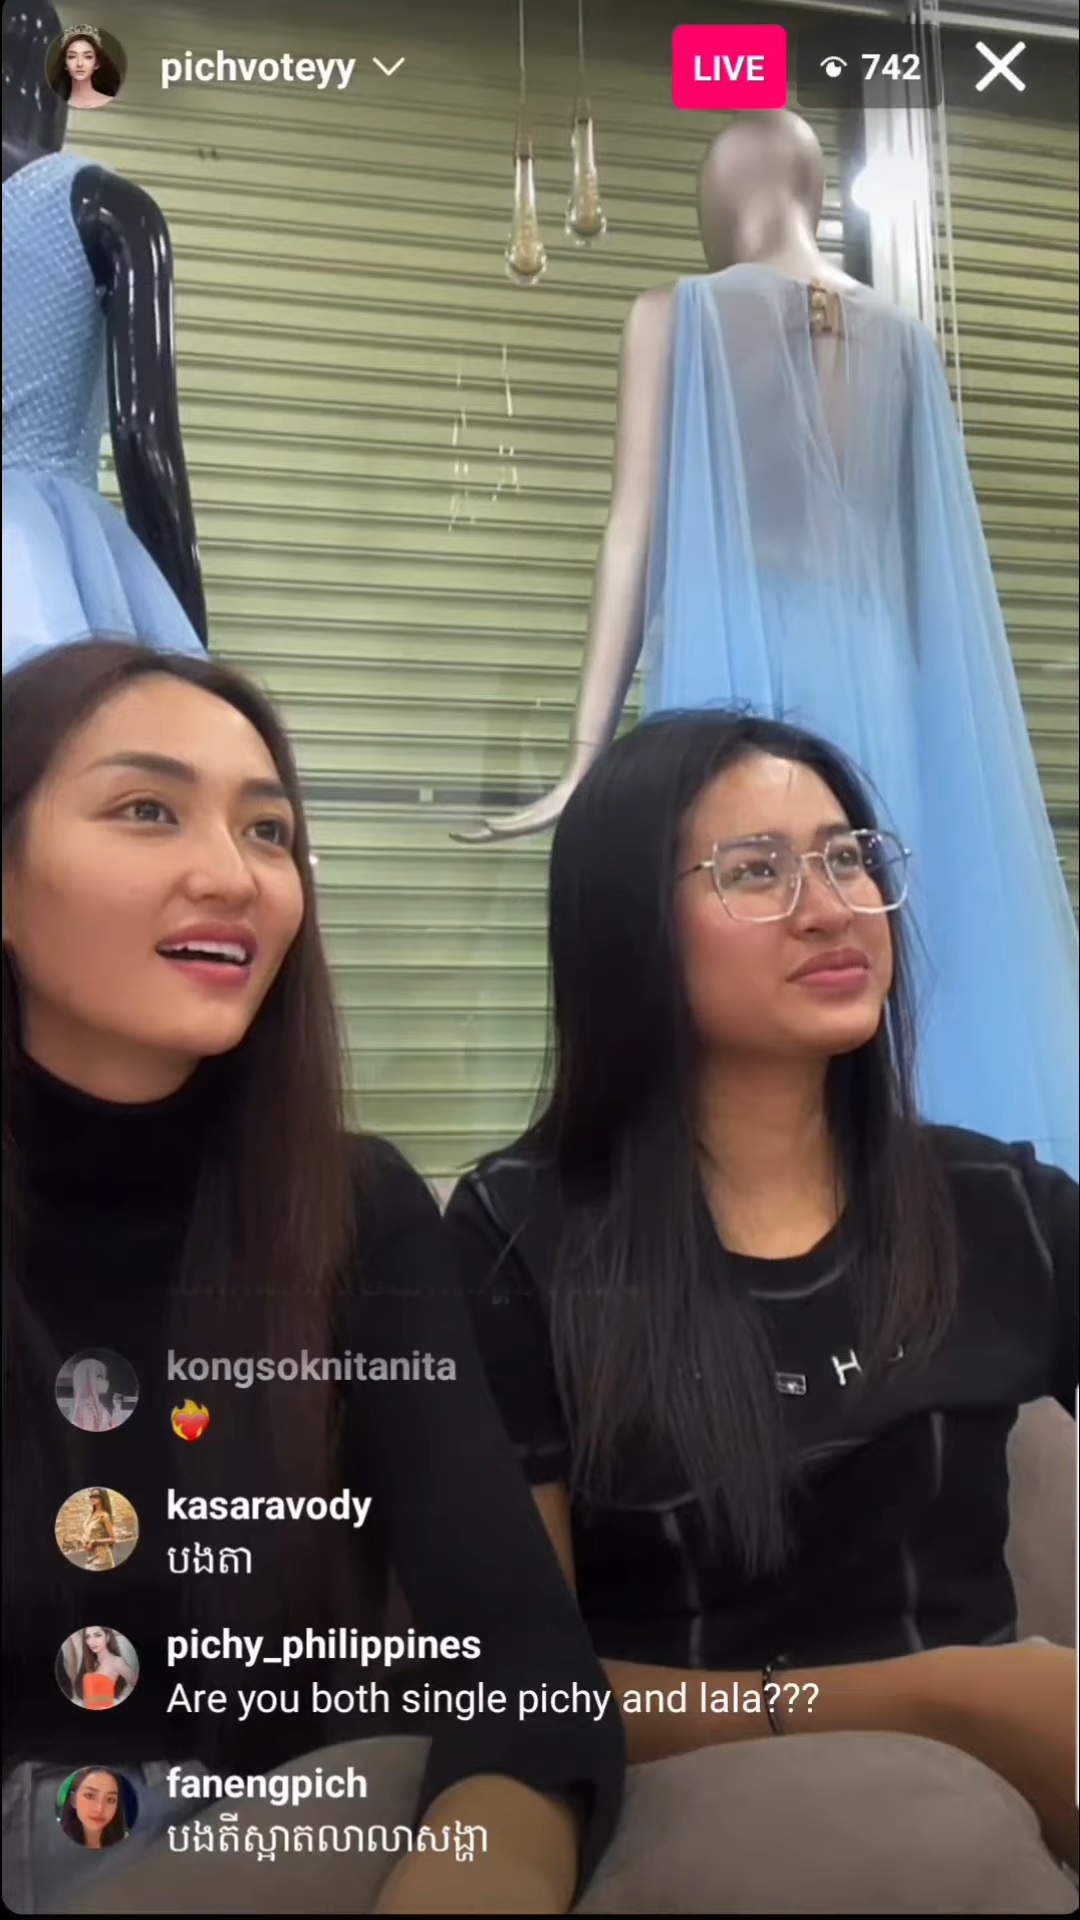 pichvoteyy
LIVE
742
kongsoknitanita
kasaravody
បងតា
pichy_philippines
Are you both single pichy and lala???
fanengpich
បងតីស្អាតលាលាសង្ហា
H